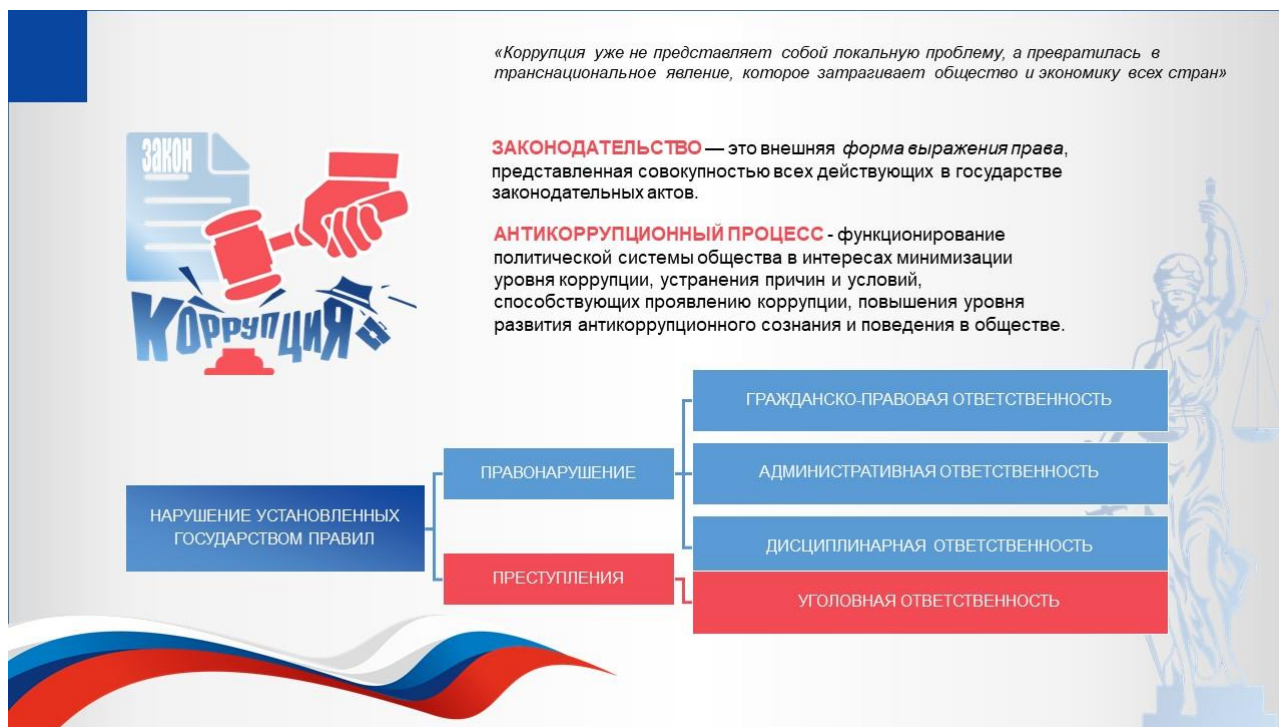 «Коррупция уже не представляет собой локальную проблему, а превратилась в
транснациональное явление, которое затрагивает общество и экономику всех стран»
ЗАКОН
КОРРУПЦИЯ
ЗАКОНОДАТЕЛЬСТВО — это внешняя форма выражения права,
представленная совокупностью всех действующих в государстве
законодательных актов.
АНТИКОРРУПЦИОННЫЙ ПРОЦЕСС - функционирование
политической системы общества в интересах минимизации
уровня коррупции, устранения причин и условий,
способствующих проявлению коррупции, повышения уровня
развития антикоррупционного сознания и поведения в обществе.
НАРУШЕНИЕ УСТАНОВЛЕННЫХ
ГОСУДАРСТВОМ ПРАВИЛ
ПРАВОНАРУШЕНИЕ
ГРАЖДАНСКО-ПРАВОВАЯ ОТВЕТСТВЕННОСТЬ
АДМИНИСТРАТИВНАЯ ОТВЕТСТВЕННОСТЬ
ДИСЦИПЛИНАРНАЯ ОТВЕТСТВЕННОСТЬ
ПРЕСТУПЛЕНИЯ
УГОЛОВНАЯ ОТВЕТСТВЕННОСТЬ